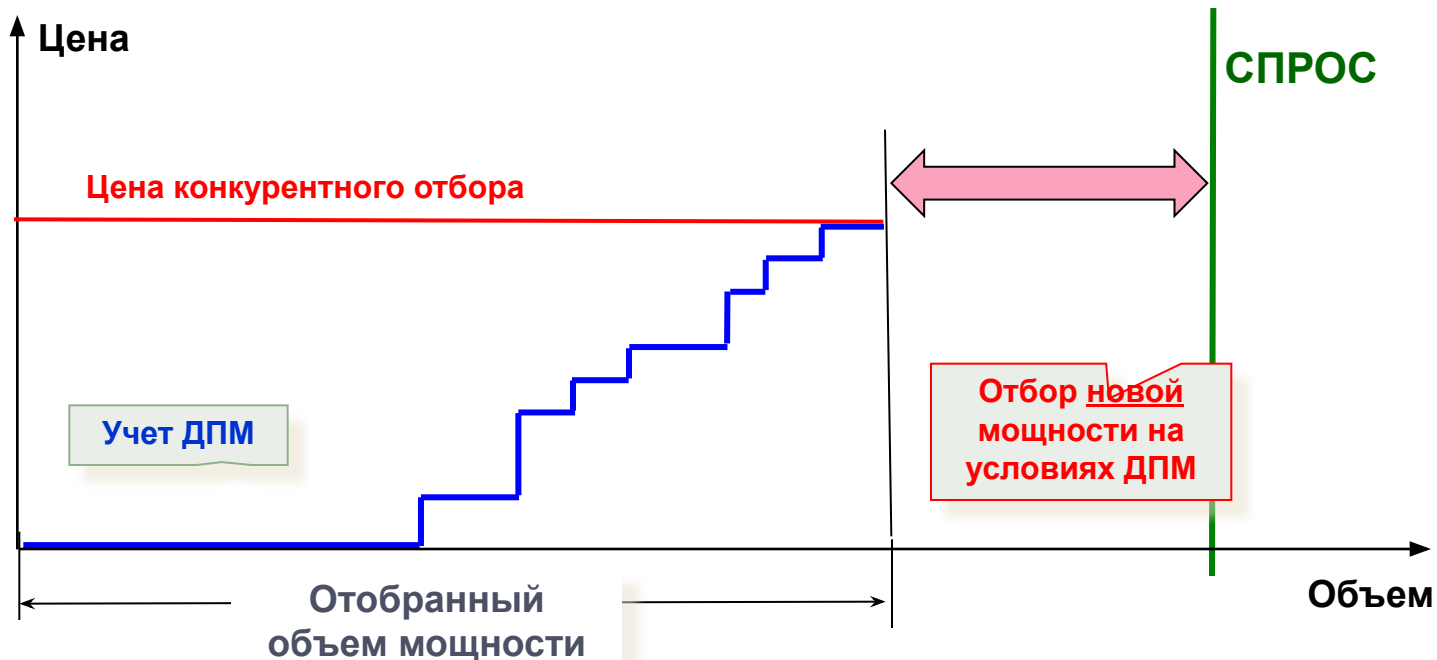 Цена
СПРОС
Цена конкурентного отбора
Учет ДПМ
Отбор новой
мощности на
условиях ДПМ
Объем
Отобранный
объем мощности